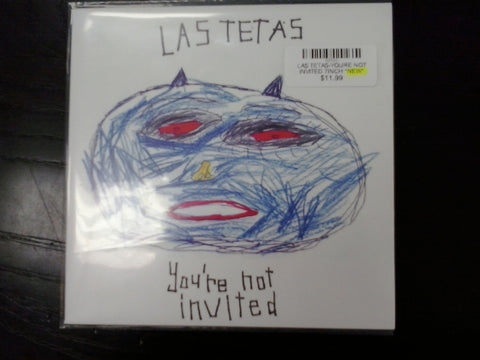 LAS TETAS
LAS TETAS-YOU'RE NOT
INVITED 7INCH *NEW*
$11.99
you're not
invited